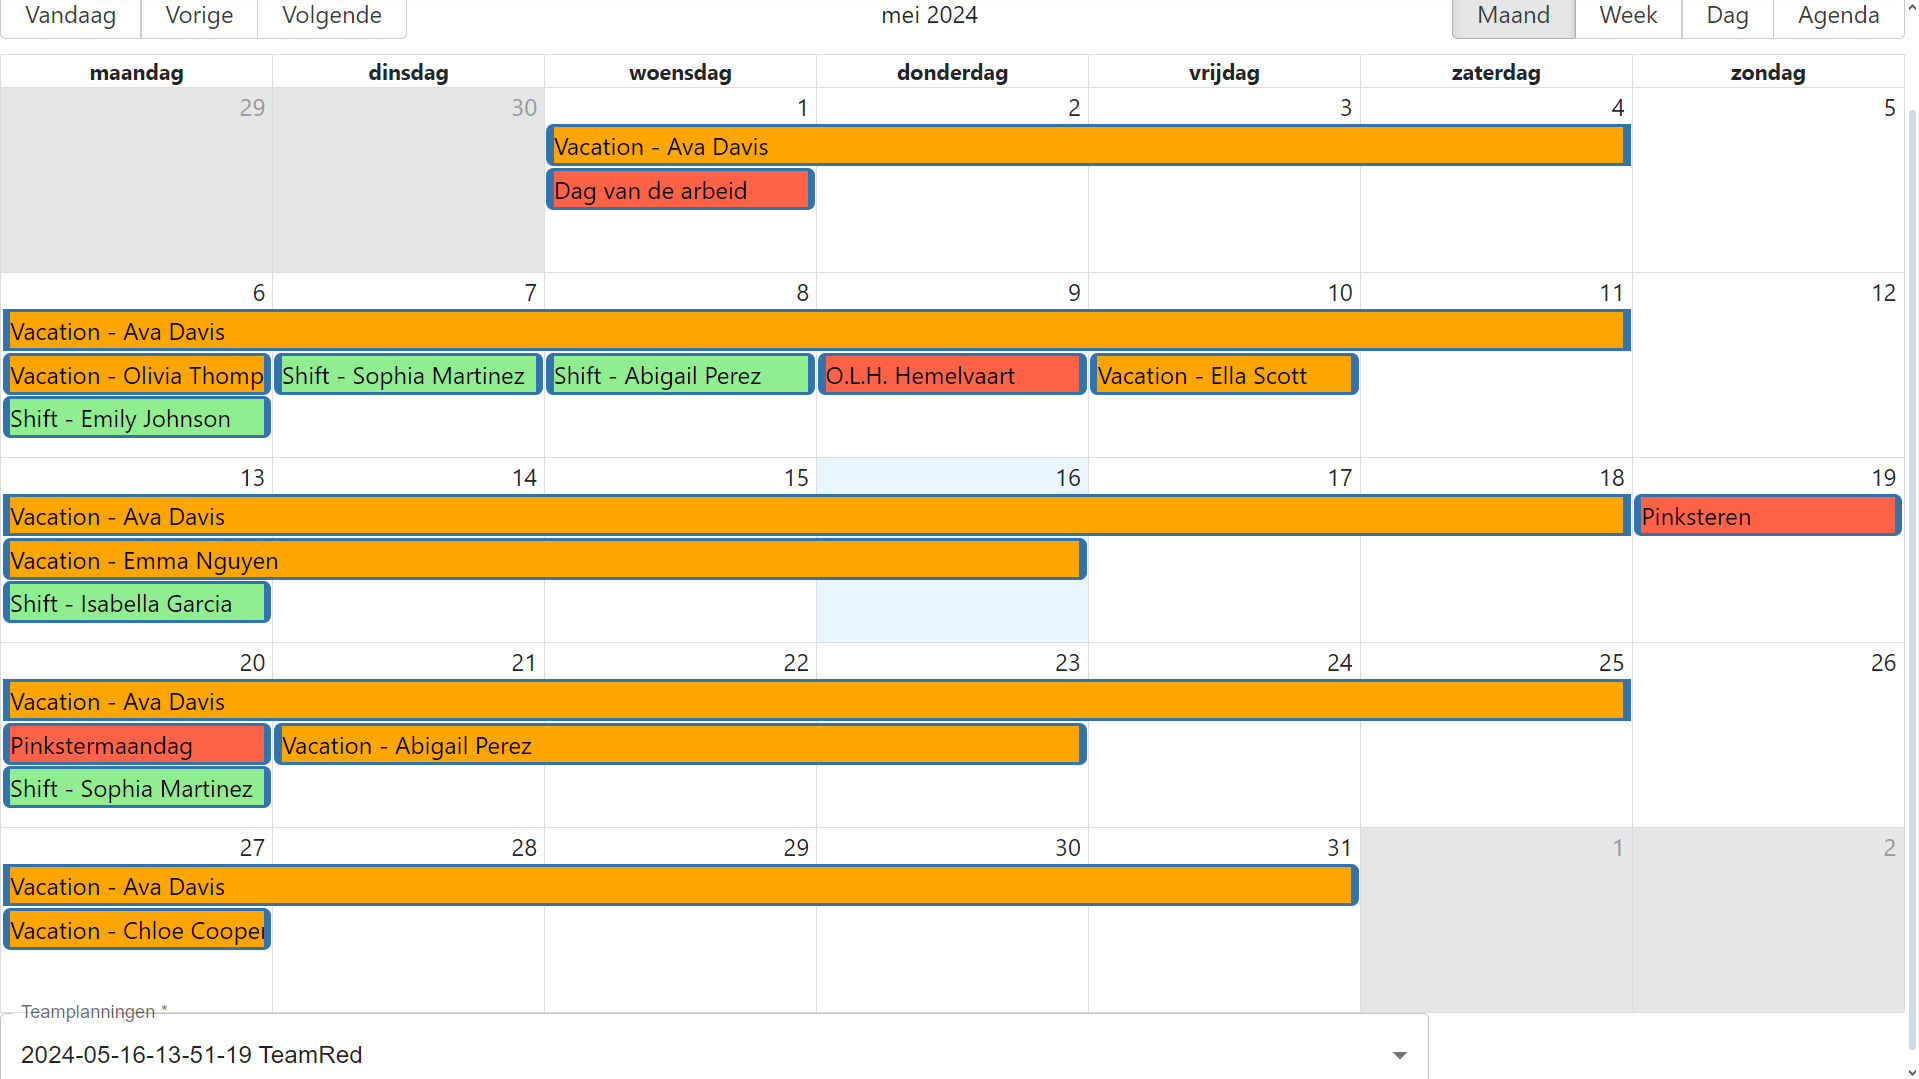 Vandaag Vorige Volgende mei 2024 Maand Week Dag Agenda
maandag dinsdag woensdag donderdag vrijdag zaterdag zondag
29 30 1 2 3 4 5
Vacation - Ava Davis
Dag van de arbeid
6 7 8 9 10 11 12
Vacation - Ava Davis
Vacation - Olivia Thomp Shift - Sophia Martinez Shift - Abigail Perez O.L.H. Hemelvaart Vacation - Ella Scott
Shift - Emily Johnson
13 14 15 16 17 18 19
Vacation - Ava Davis Pinksteren
Vacation - Emma Nguyen
Shift - Isabella Garcia
20 21 22 23 24 25 26
Vacation - Ava Davis
Pinkstermaandag Vacation - Abigail Perez
Shift - Sophia Martinez
27 28 29 30 31 1 2
Vacation - Ava Davis
Vacation - Chloe Cooper
Teamplanningen *
2024-05-16-13-51-19 TeamRed